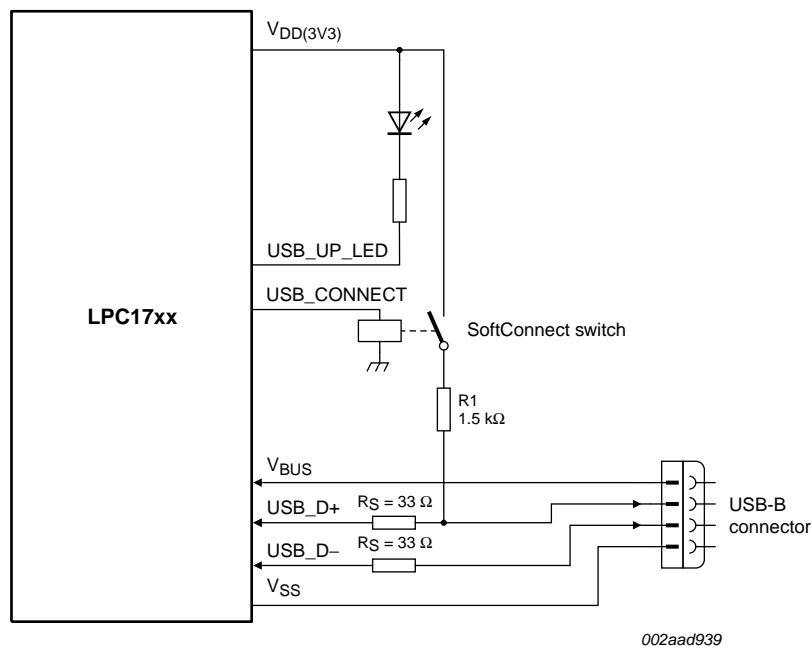 VDD(3V3)
USB_UP_LED
USB_CONNECT
LPC17xx
SoftConnect switch
R1
1.5 kΩ
VBUS
USB_D+
RS = 33 Ω
USB-B
connector
USB_D−
RS = 33 Ω
VSS
002aad939